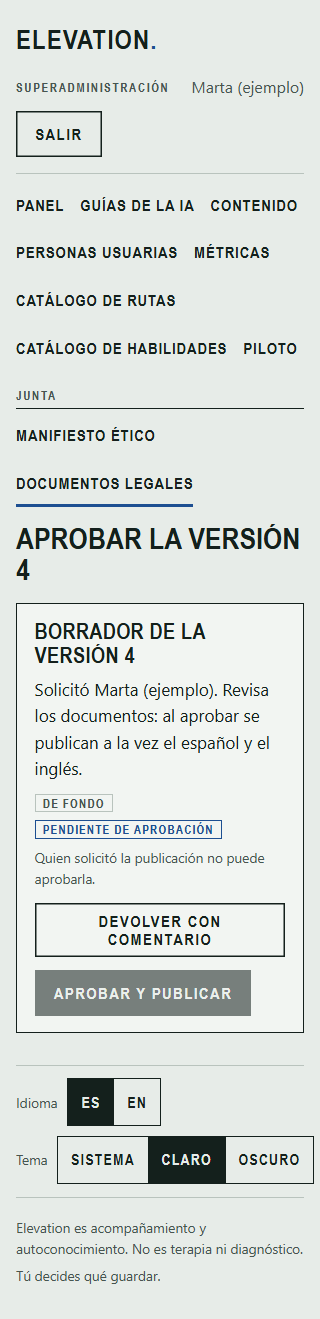 ELEVATION.
SUPERADMINISTRACIÓN Marta (ejemplo)
SALIR
PANEL GUÍAS DE LA IA CONTENIDO
PERSONAS USUARIAS MÉTRICAS
CATÁLOGO DE RUTAS
CATÁLOGO DE HABILIDADES PILOTO
JUNTA
MANIFIESTO ÉTICO
DOCUMENTOS LEGALES
APROBAR LA VERSIÓN
4
BORRADOR DE LA
VERSIÓN 4
Solicitó Marta (ejemplo). Revisa
los documentos: al aprobar se
publican a la vez el español y el
inglés.
DE FONDO
PENDIENTE DE APROBACIÓN
Quien solicitó la publicación no puede
aprobarla.
DEVOLVER CON
COMENTARIO
APROBAR Y PUBLICAR
Idioma ES EN
Tema SISTEMA CLARO OSCURO
Elevation es acompañamiento y
autoconocimiento. No es terapia ni diagnóstico.
Tú decides qué guardar.